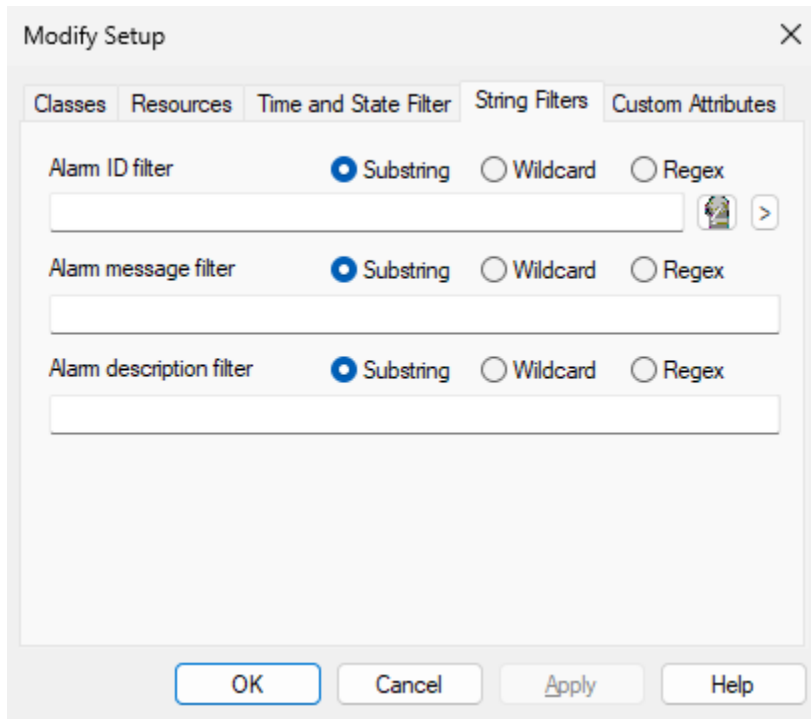 Modify Setup
Classes Resources Time and State Filter String Filters Custom Attributes
Alarm ID filter Substring Wildcard Regex
>
Alarm message filter Substring Wildcard Regex
Alarm description filter Substring Wildcard Regex
OK Cancel Apply Help